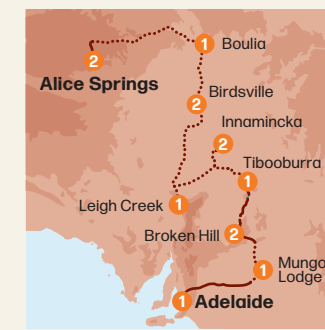 1 Boulia
2
Alice Springs
2 Birdsville
Innamincka
2
Tibooburra
1
Leigh Creek 1
Broken Hill 2
Mungo
1 Lodge
1 Adelaide